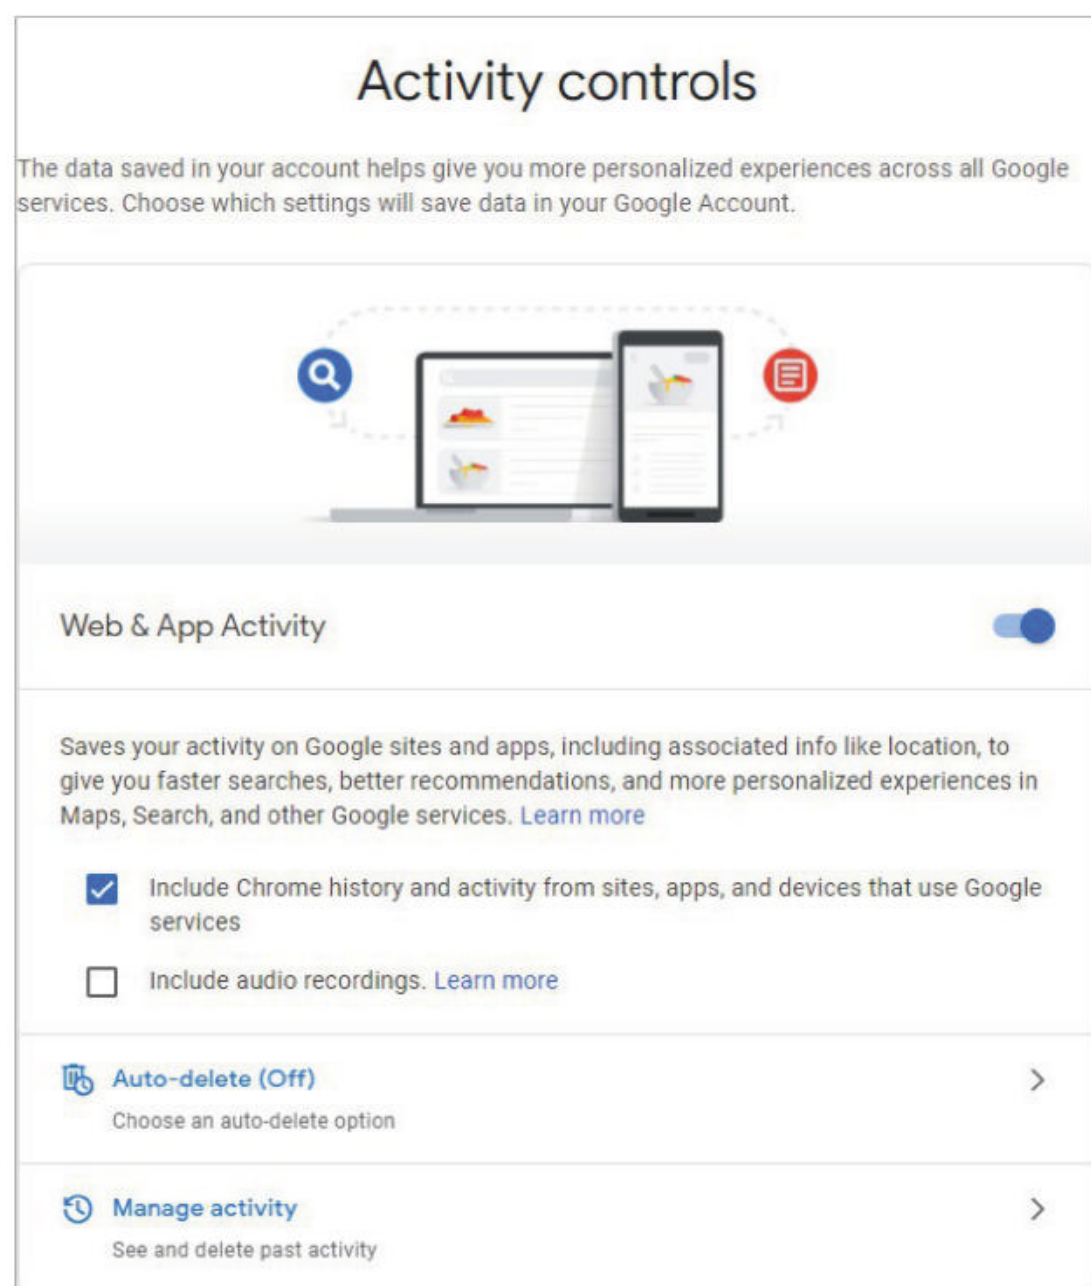 Activity controls
The data saved in your account helps give you more personalized experiences across all Google
services. Choose which settings will save data in your Google Account.
Web & App Activity
Saves your activity on Google sites and apps, including associated info like location, to
give you faster searches, better recommendations, and more personalized experiences in
Maps, Search, and other Google services. Learn more
Include Chrome history and activity from sites, apps, and devices that use Google
services
Include audio recordings. Learn more
Auto-delete (Off)
Choose an auto-delete option
Manage activity
See and delete past activity